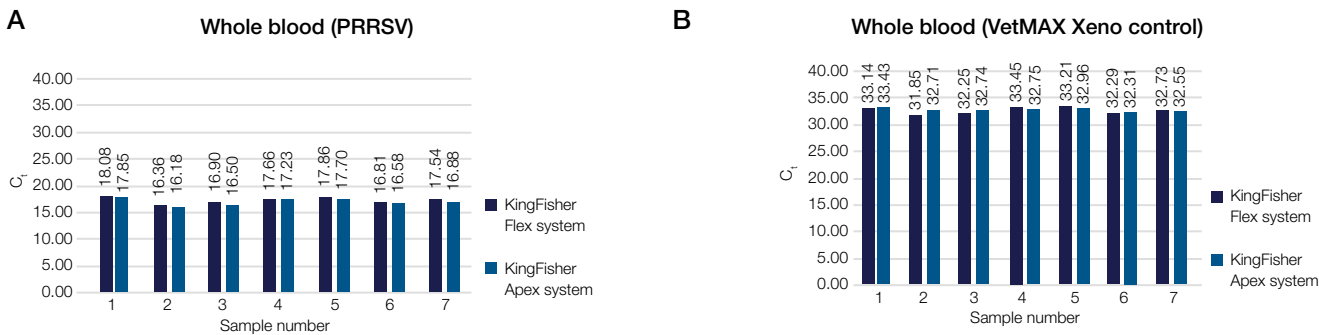 A
Whole blood (PRRSV)
40.00
35.00
30.00
25.00
20.00
15.00
10.00
5.00
0.00
Ct
18.08
17.85
16.36
16.18
16.90
16.50
17.66
17.23
17.86
17.70
16.81
16.58
17.54
16.88
1 2 3 4 5 6 7
Sample number
KingFisher
Flex system
KingFisher
Apex system
B
Whole blood (VetMAX Xeno control)
40.00
35.00
30.00
25.00
20.00
15.00
10.00
5.00
0.00
Ct
33.14
33.43
31.85
32.71
32.25
32.74
33.45
32.75
33.21
32.96
32.29
32.31
32.73
32.55
1 2 3 4 5 6 7
Sample number
KingFisher
Flex system
KingFisher
Apex system